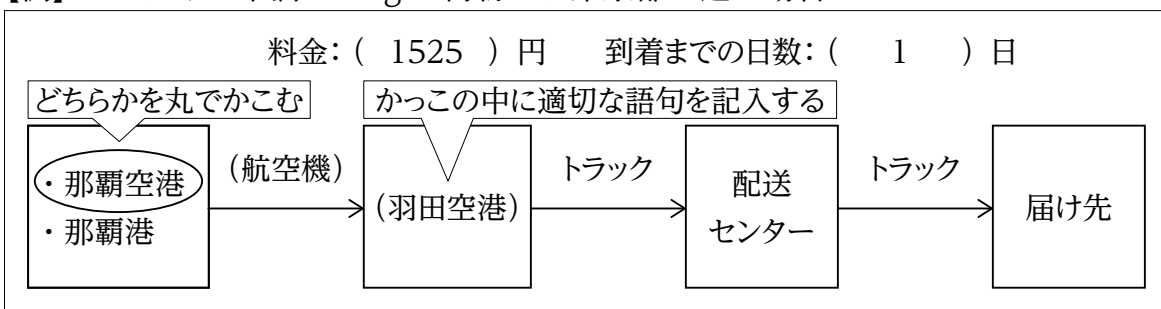 料金：（ 1525 ）円　到着までの日数：（ 1 ）日
どちらかを丸でかこむ
かっこの中に適切な語句を記入する
・那覇空港
・那覇港
（航空機）
（羽田空港）
トラック
配送
センター
トラック
届け先